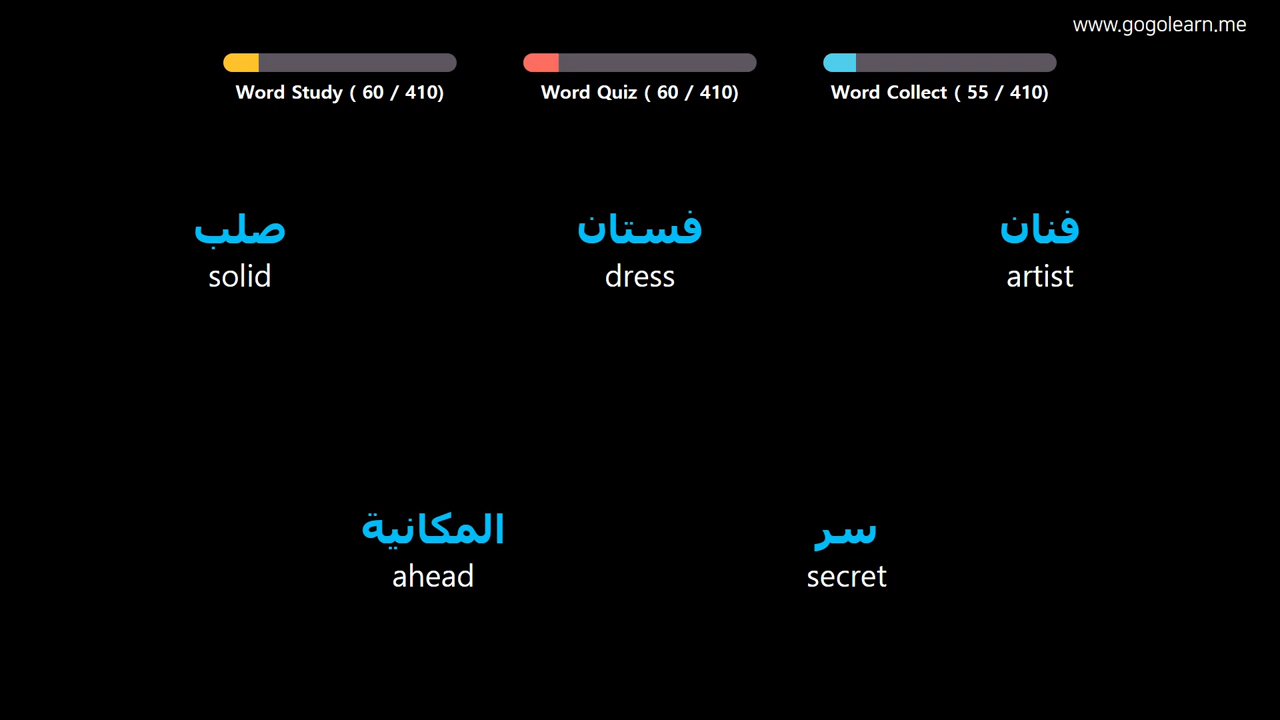 www.gogolearn.me
Word Study ( 60 / 410)
Word Quiz ( 60 / 410)
Word Collect ( 55 / 410)
صلب
solid
فستان
dress
فنان
artist
المكانية
ahead
سر
secret